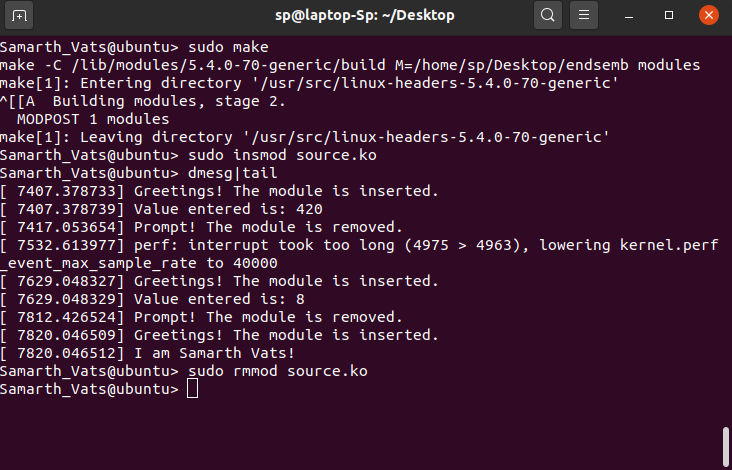 sp@laptop-Sp: ~/Desktop
Samarth_Vats@ubuntu> sudo make
make -C /lib/modules/5.4.0-70-generic/build M=/home/sp/Desktop/endsemb modules
make[1]: Entering directory '/usr/src/linux-headers-5.4.0-70-generic'
^[[A  Building modules, stage 2.
  MODPOST 1 modules
make[1]: Leaving directory '/usr/src/linux-headers-5.4.0-70-generic'
Samarth_Vats@ubuntu> sudo insmod source.ko
Samarth_Vats@ubuntu> dmesg|tail
[ 7407.378733] Greetings! The module is inserted.
[ 7407.378739] Value entered is: 420
[ 7417.053654] Prompt! The module is removed.
[ 7532.613977] perf: interrupt took too long (4975 > 4963), lowering kernel.perf
_event_max_sample_rate to 40000
[ 7629.048327] Greetings! The module is inserted.
[ 7629.048329] Value entered is: 8
[ 7812.426524] Prompt! The module is removed.
[ 7820.046509] Greetings! The module is inserted.
[ 7820.046512] I am Samarth Vats!
Samarth_Vats@ubuntu> sudo rmmod source.ko
Samarth_Vats@ubuntu>